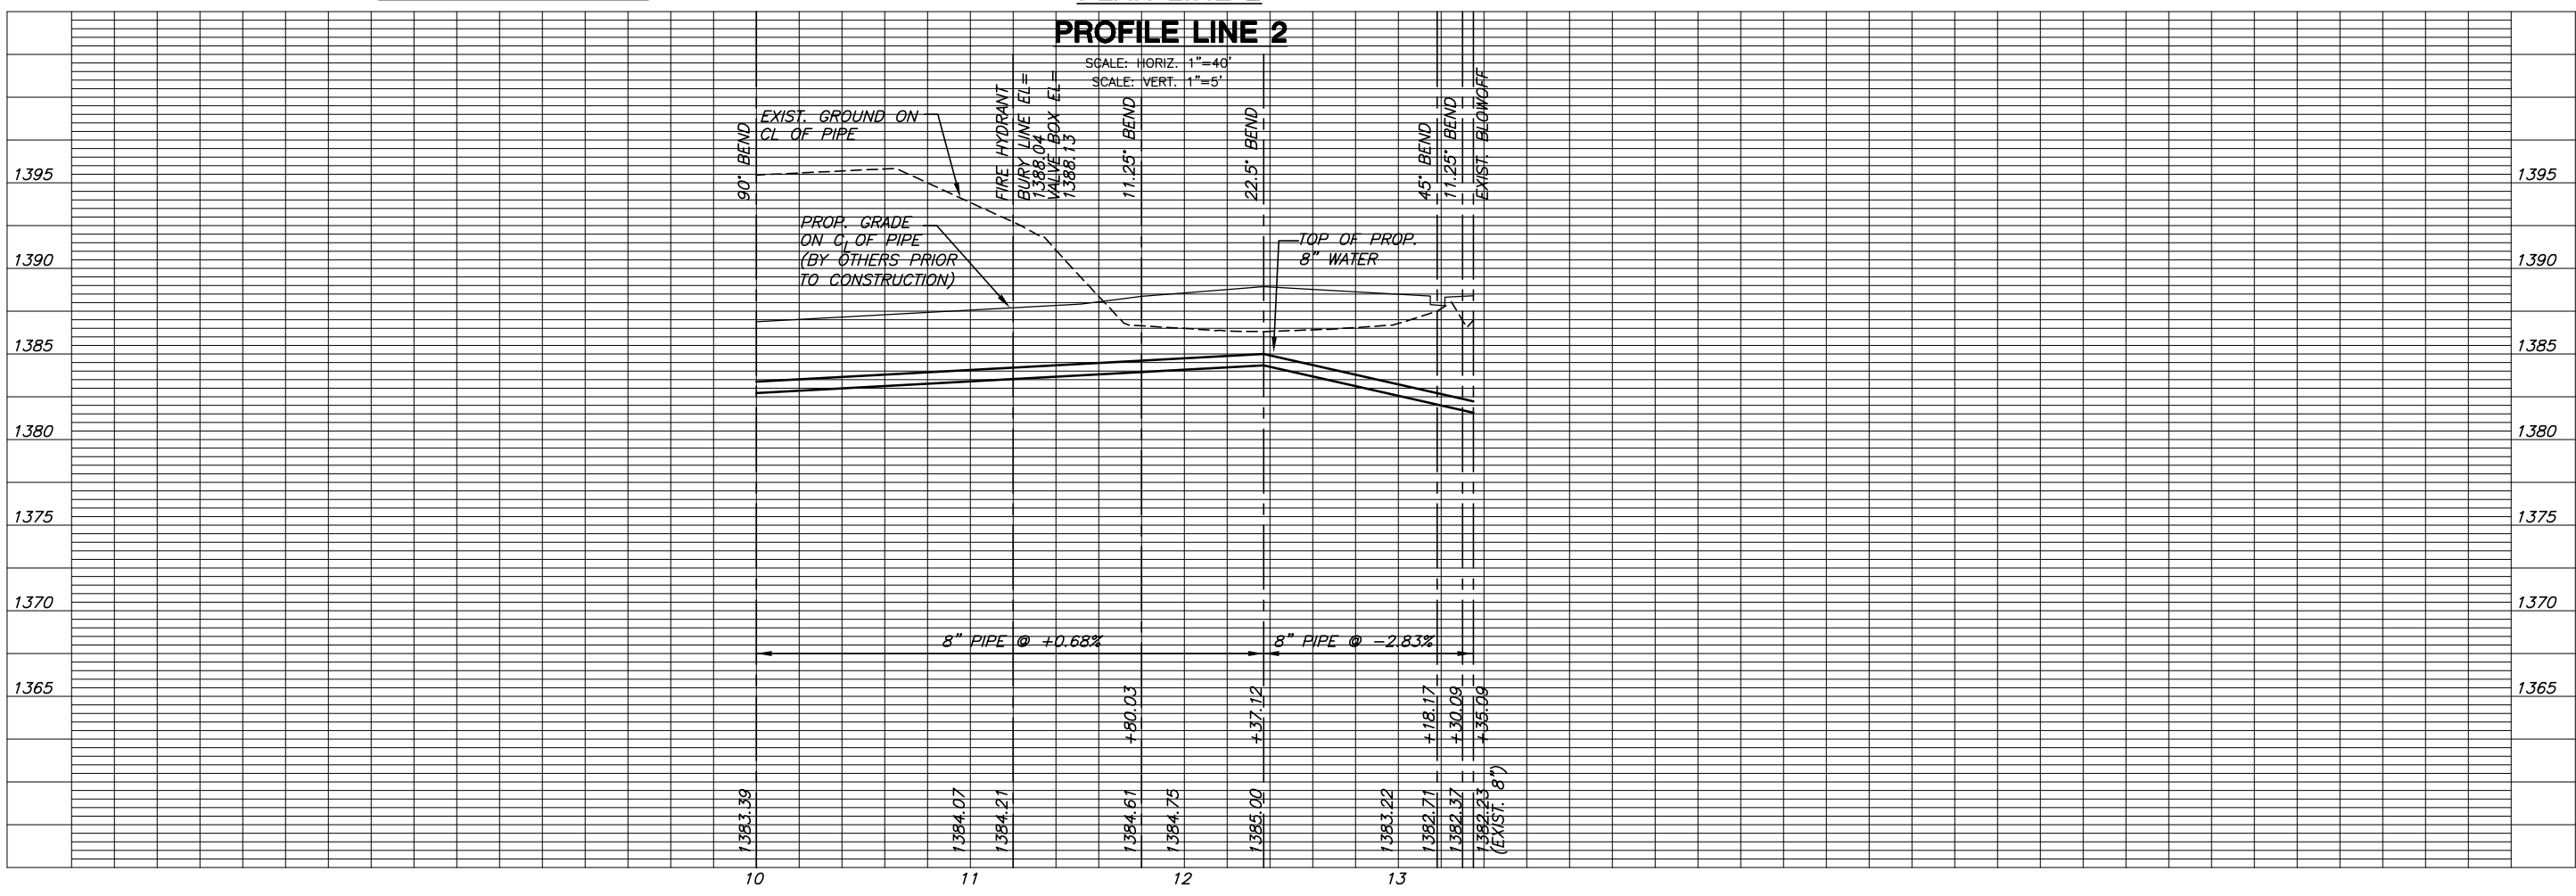 PROFILE LINE 2
SCALE: HORIZ. 1"=40'
SCALE: VERT. 1"=5'
90° BEND
EXIST. GROUND ON
CL OF PIPE
FIRE HYDRANT
BURY LINE EL=
1388.04
VALVE BOX EL=
1388.13
11.25° BEND
22.5° BEND
45° BEND
11.25° BEND
EXIST. BLOWOFF
PROP. GRADE
ON CL OF PIPE
(BY OTHERS PRIOR
TO CONSTRUCTION)
TOP OF PROP.
8" WATER
1395
1390
1385
1380
1375
1370
1365
1395
1390
1385
1380
1375
1370
1365
8" PIPE @ +0.68%
8" PIPE @ -2.83%
+80.03
+37.12
+18.17
+30.09
+35.09
1383.39
1384.07
1384.21
1384.61
1384.75
1385.00
1383.22
1382.71
1382.37
1382.23
(EXIST. 8")
10
11
12
13